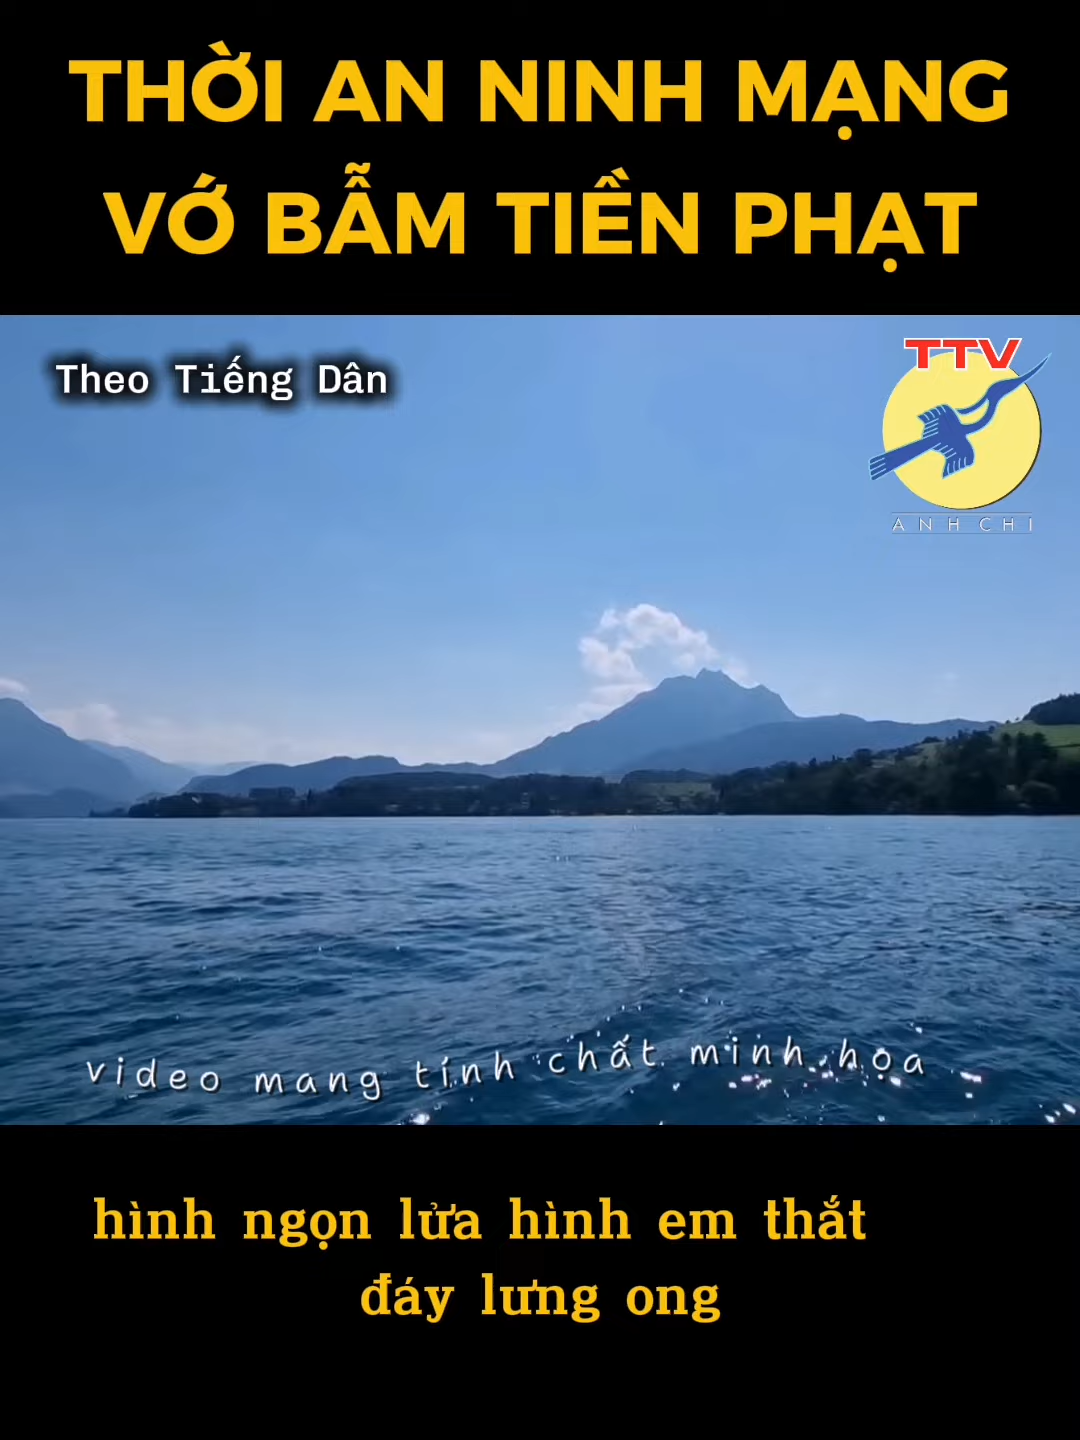 THỜI AN NINH MẠNG
VỚ BẪM TIỀN PHẠT
Theo Tiếng Dân
TTV
ANH CHI
video mang tính chất minh họa
hình ngọn lửa hình em thắt
đáy lưng ong